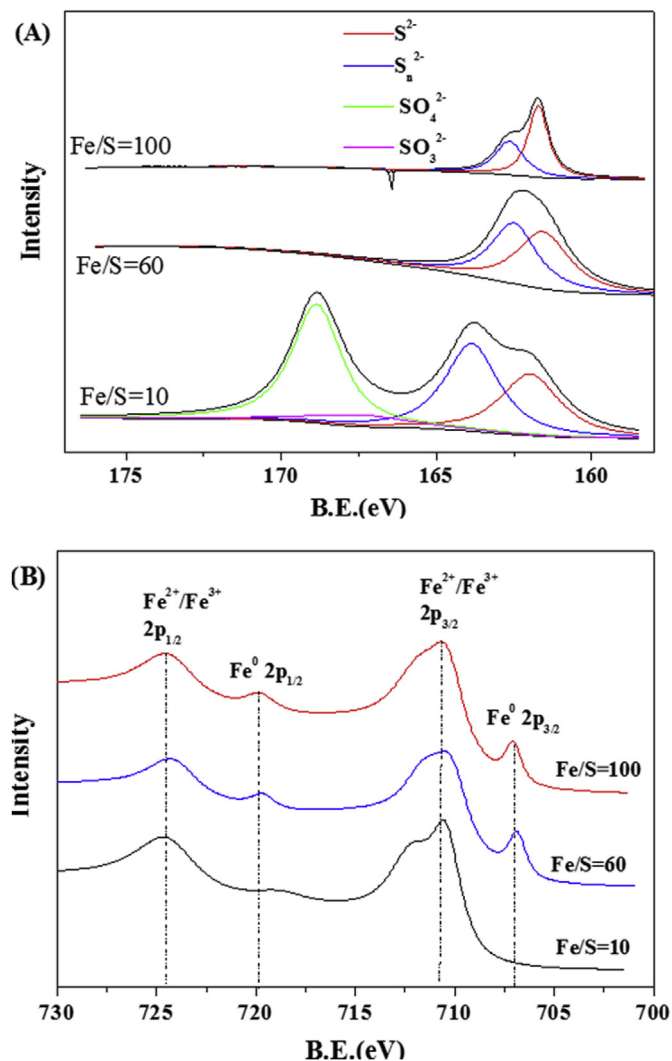 (A)
S²⁻
Sₙ²⁻
SO₄²⁻
SO₃²⁻
Fe/S=100
Fe/S=60
Fe/S=10
Intensity
175 170 165 160
B.E.(eV)
(B)
Fe²⁺/Fe³⁺
2p₁/₂
Fe⁰ 2p₁/₂
Fe²⁺/Fe³⁺
2p₃/₂
Fe⁰ 2p₃/₂
Fe/S=100
Fe/S=60
Fe/S=10
Intensity
730 725 720 715 710 705 700
B.E.(eV)